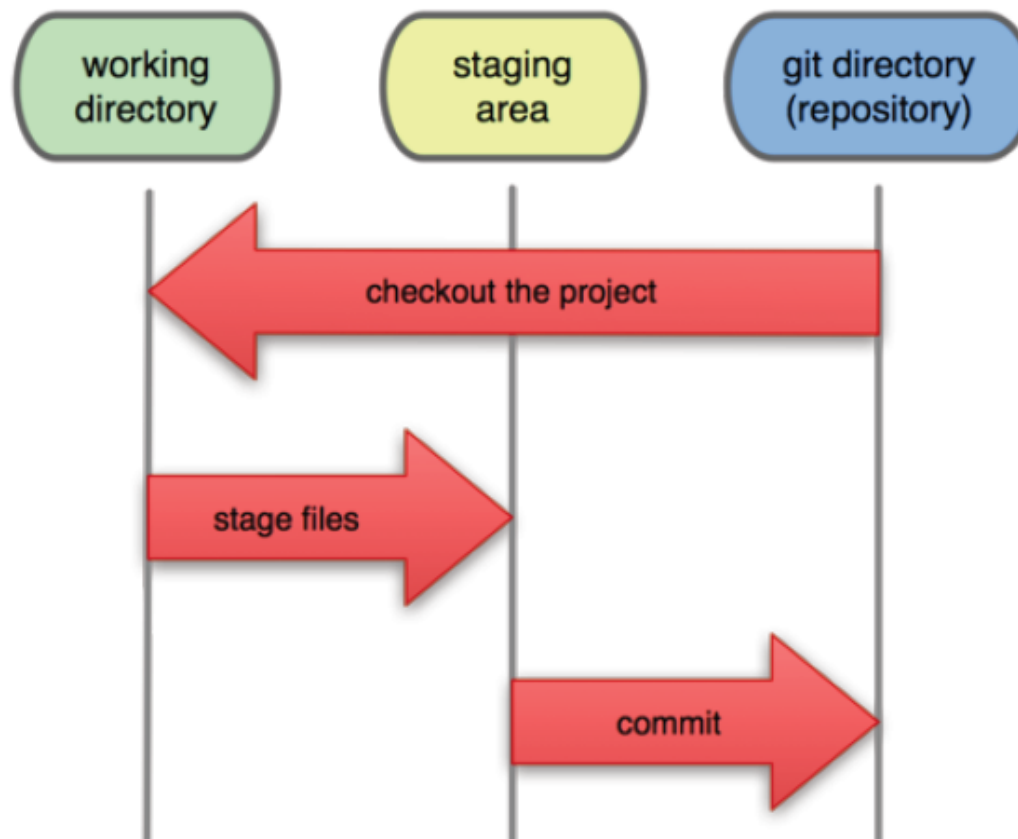 working
directory
staging
area
git directory
(repository)
checkout the project
stage files
commit